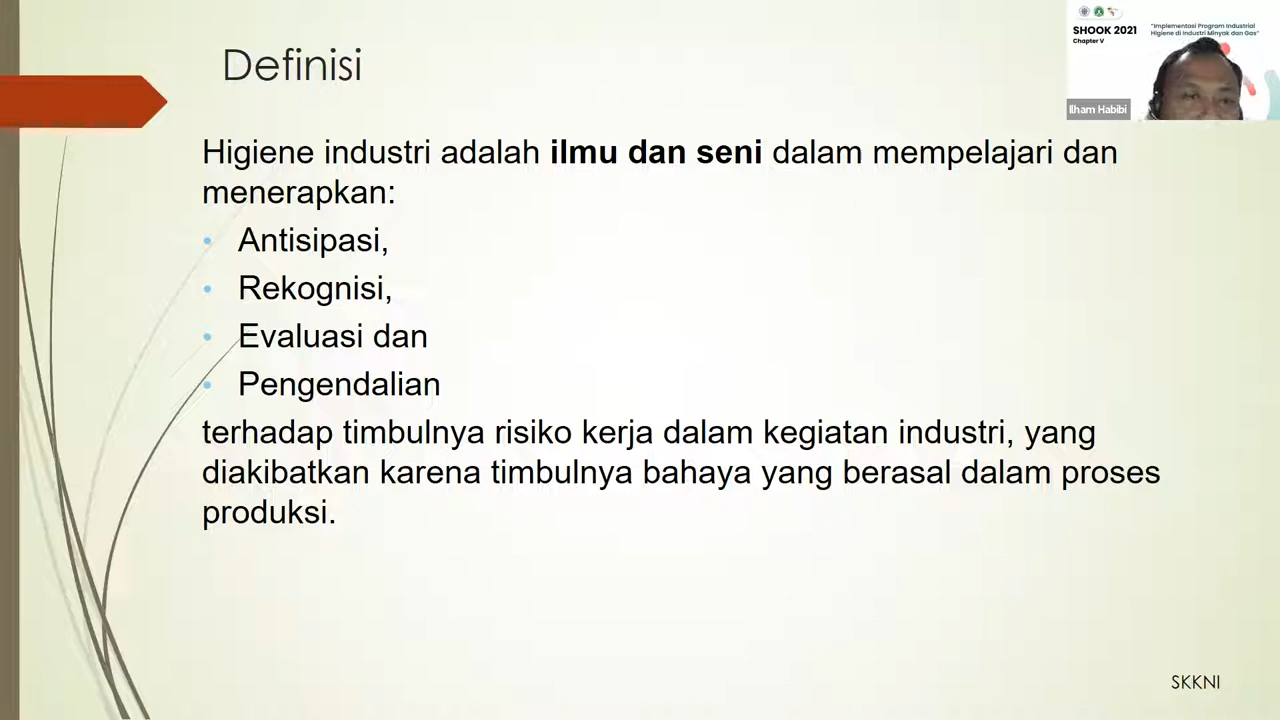 Definisi
SHOOK 2021
Chapter V
"Implementasi Program Industrial
Higiene di Industri Minyak dan Gas"
Ilham Habibi
Higiene industri adalah ilmu dan seni dalam mempelajari dan
menerapkan:
• Antisipasi,
• Rekognisi,
• Evaluasi dan
• Pengendalian
terhadap timbulnya risiko kerja dalam kegiatan industri, yang
diakibatkan karena timbulnya bahaya yang berasal dalam proses
produksi.
SKKNI